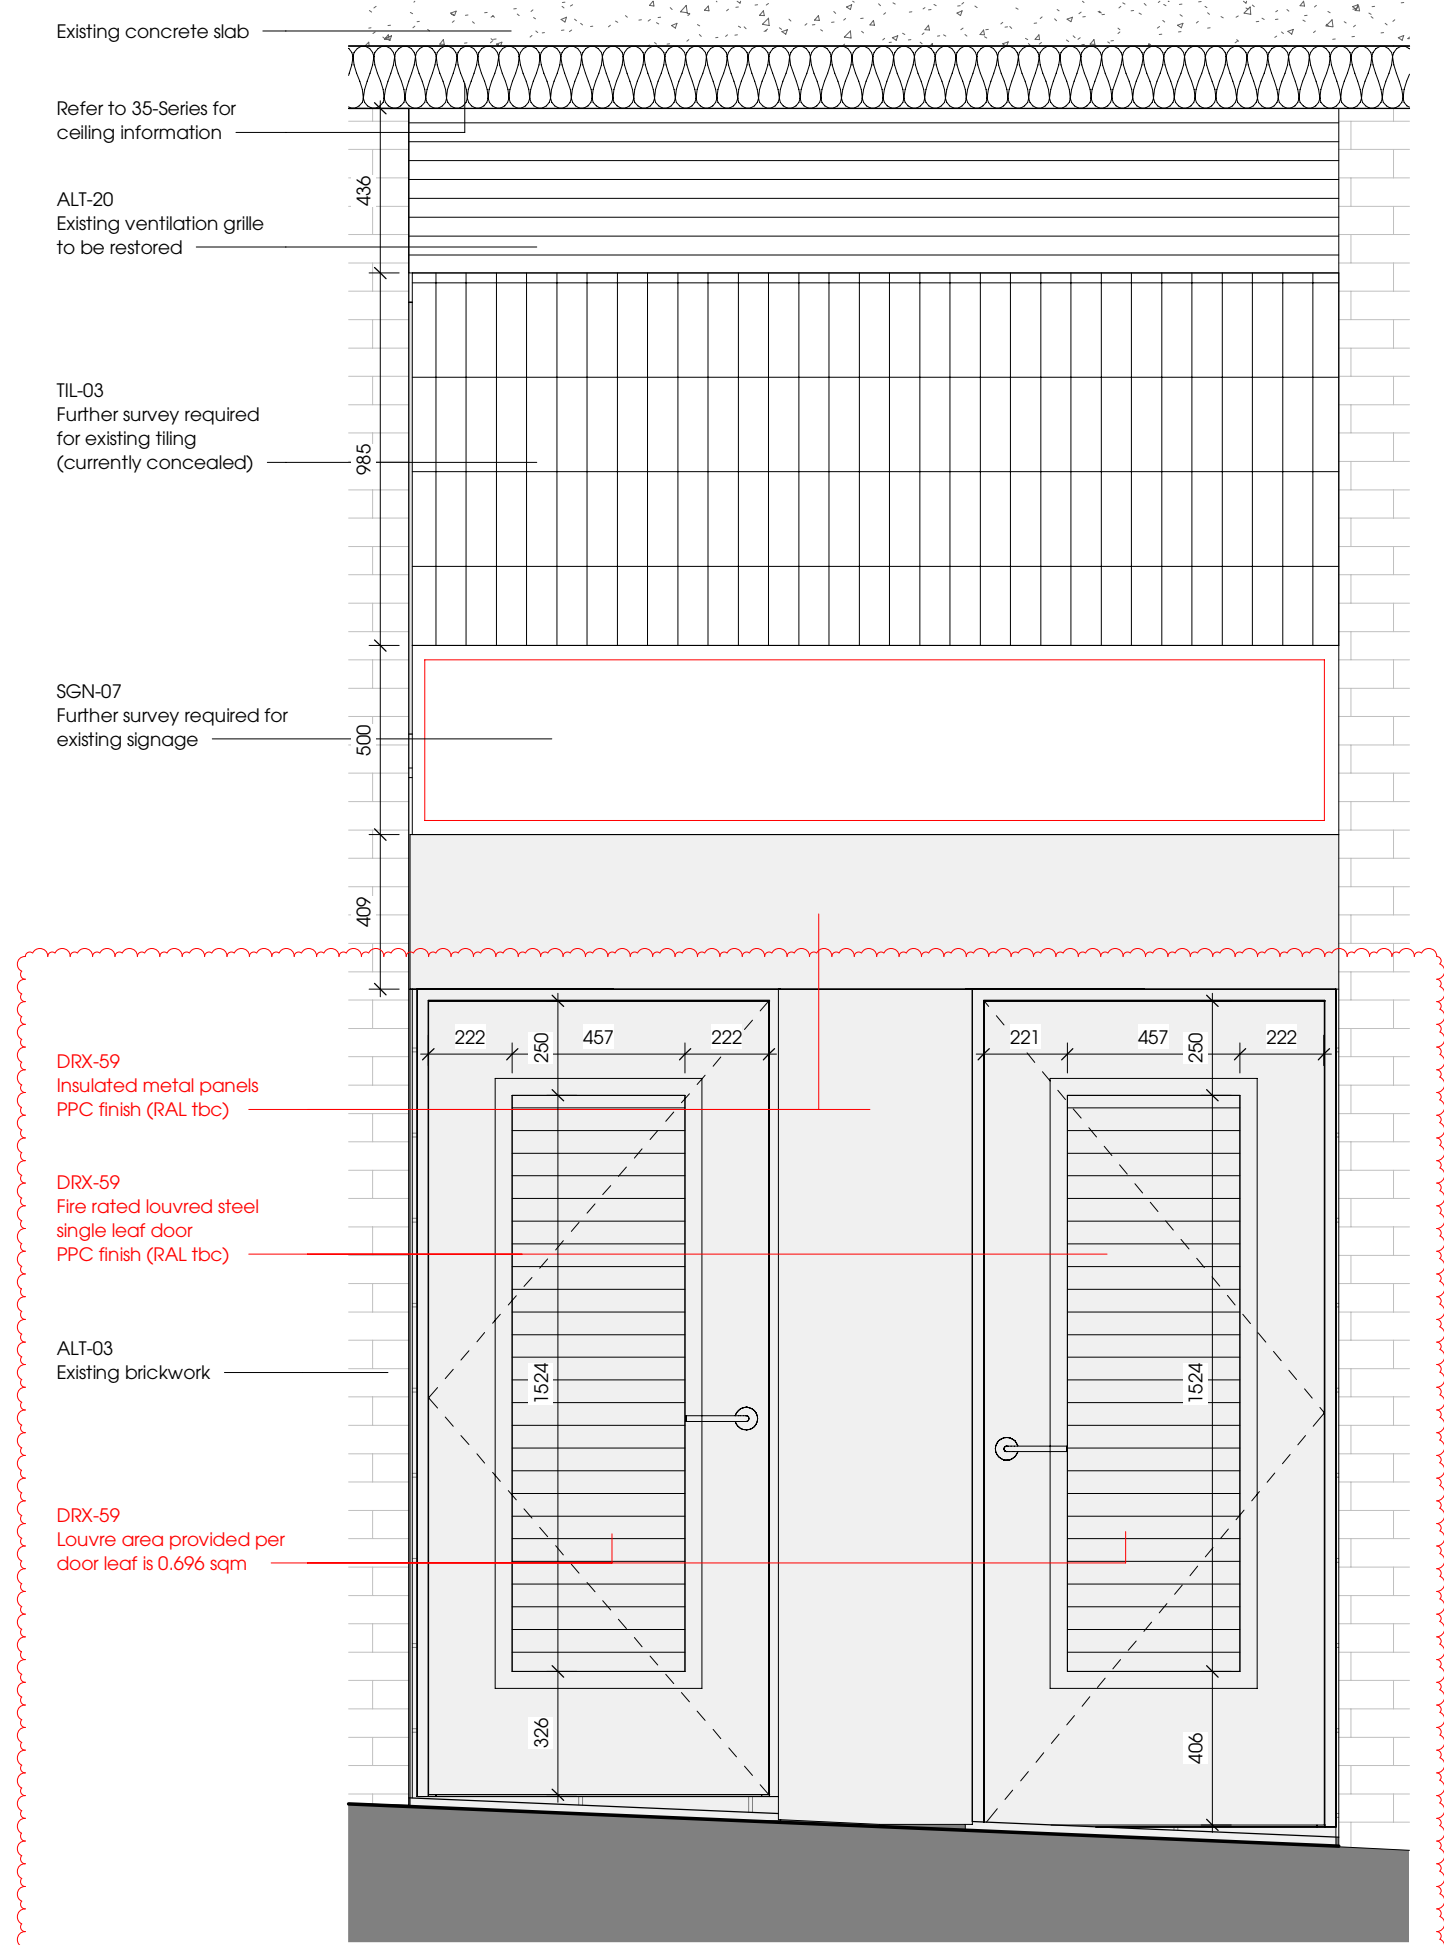 Existing concrete slab
Refer to 35-Series for
ceiling information
436
ALT-20
Existing ventilation grille
to be restored
TIL-03
Further survey required
for existing tiling
(currently concealed)
985
SGN-07
Further survey required for
existing signage
500
409
222
250
457
222
221
457
250
222
DRX-59
Insulated metal panels
PPC finish (RAL tbc)
DRX-59
Fire rated louvred steel
single leaf door
PPC finish (RAL tbc)
ALT-03
Existing brickwork
1524
1524
DRX-59
Louvre area provided per
door leaf is 0.696 sqm
326
406